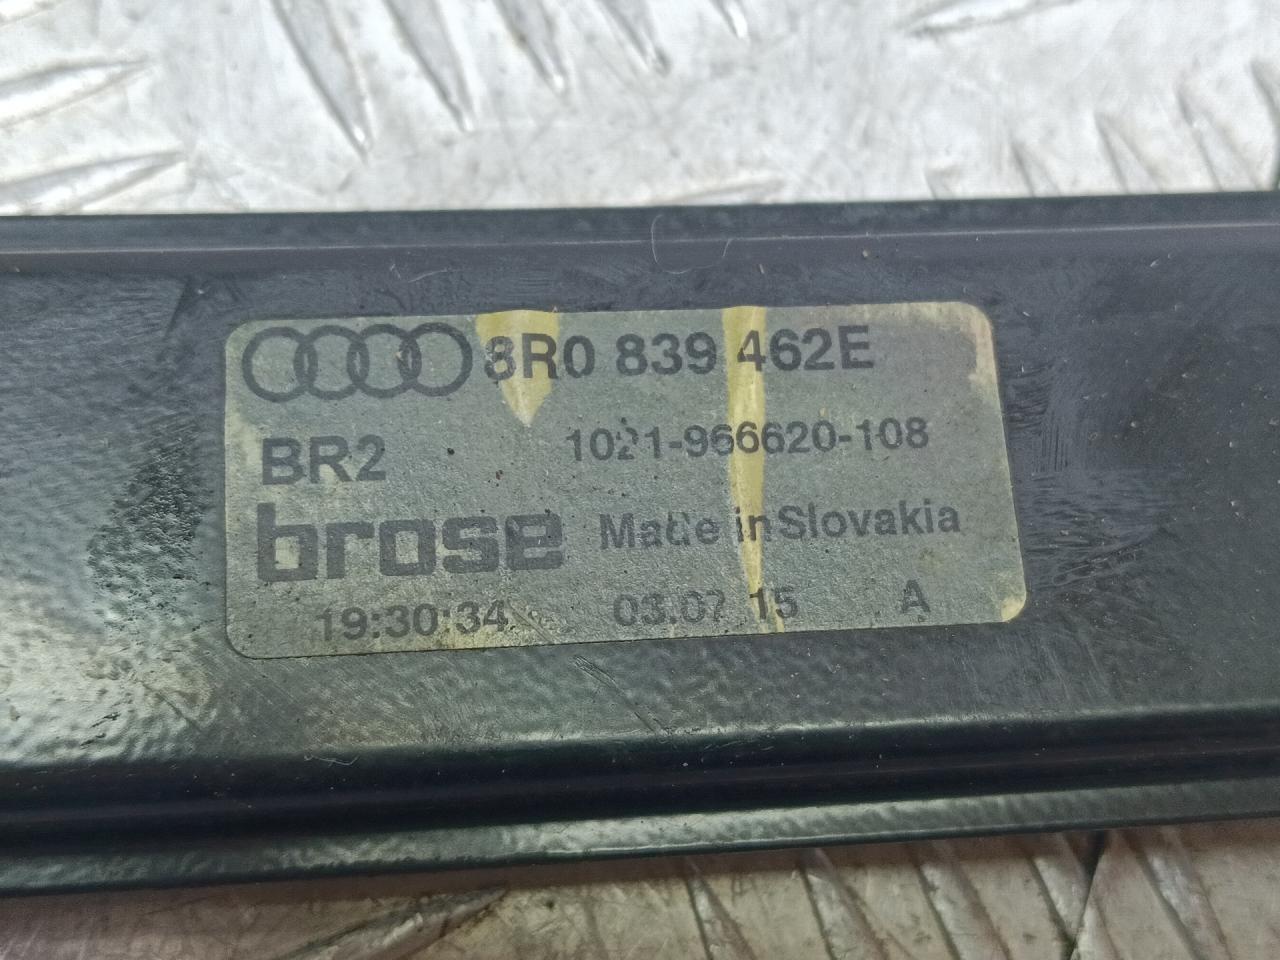 8R0 839 462E
BR2 1021-966620-108
brose Made in Slovakia
19:30:34 03.07.15 A